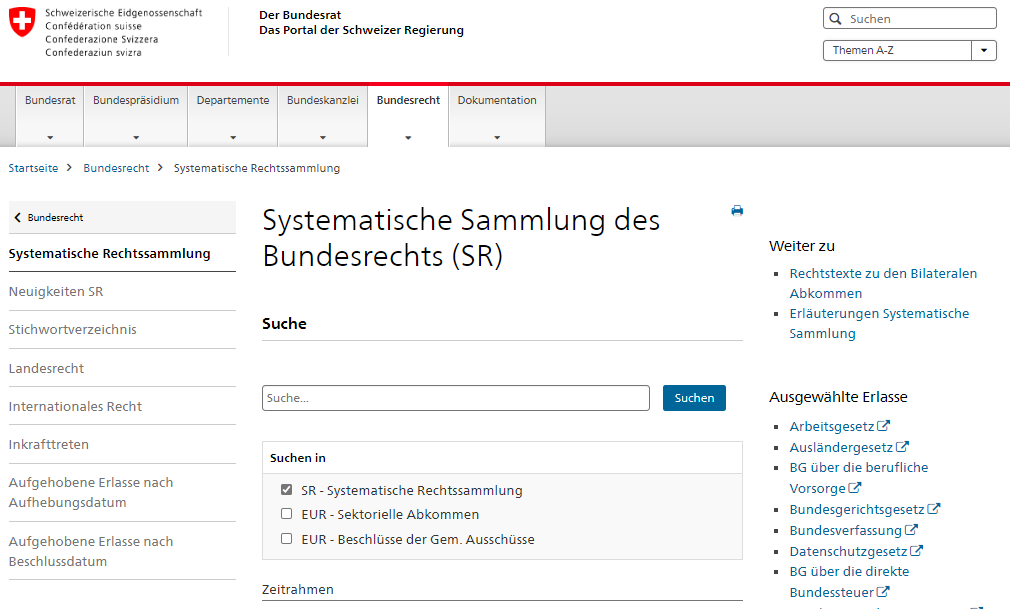 Schweizerische Eidgenossenschaft
Confédération suisse
Confederazione Svizzera
Confederaziun svizra
Der Bundesrat
Das Portal der Schweizer Regierung
Suchen
Themen A-Z
Bundesrat
Bundespräsidium
Departemente
Bundeskanzlei
Bundesrecht
Dokumentation
Startseite
Bundesrecht
Systematische Rechtssammlung
Bundesrecht
Systematische Rechtssammlung
Neuigkeiten SR
Stichwortverzeichnis
Landesrecht
Internationales Recht
Inkrafttreten
Aufgehobene Erlasse nach
Aufhebungsdatum
Aufgehobene Erlasse nach
Beschlussdatum
Systematische Sammlung des
Bundesrechts (SR)
Suche
Suche...
Suchen
Suchen in
SR - Systematische Rechtssammlung
EUR - Sektorielle Abkommen
EUR - Beschlüsse der Gem. Ausschüsse
Zeitrahmen
Weiter zu
Rechtstexte zu den Bilateralen
Abkommen
Erläuterungen Systematische
Sammlung
Ausgewählte Erlasse
Arbeitsgesetz
Ausländergesetz
BG über die berufliche
Vorsorge
Bundesgerichtsgesetz
Bundesverfassung
Datenschutzgesetz
BG über die direkte
Bundessteuer